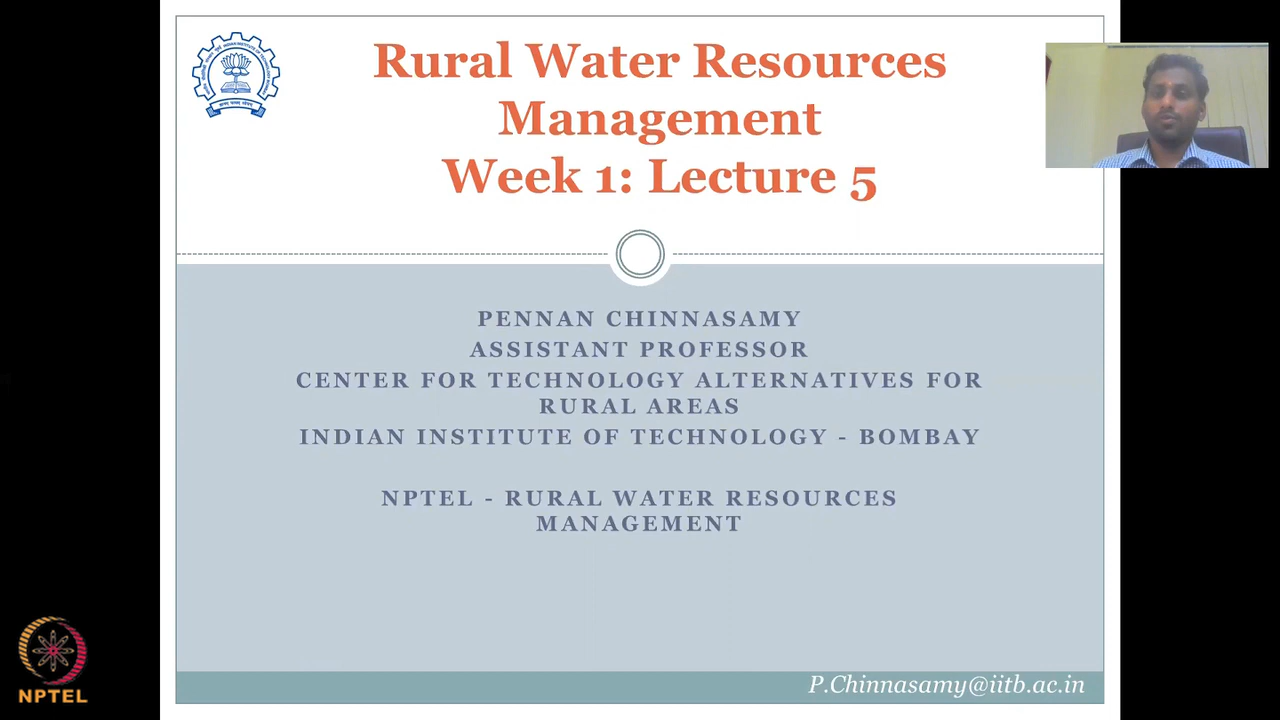 Rural Water Resources
Management
Week 1: Lecture 5
PENNAN CHINNASAMY
ASSISTANT PROFESSOR
CENTER FOR TECHNOLOGY ALTERNATIVES FOR
RURAL AREAS
INDIAN INSTITUTE OF TECHNOLOGY - BOMBAY
NPTEL - RURAL WATER RESOURCES
MANAGEMENT
P.Chinnasamy@iitb.ac.in
NPTEL